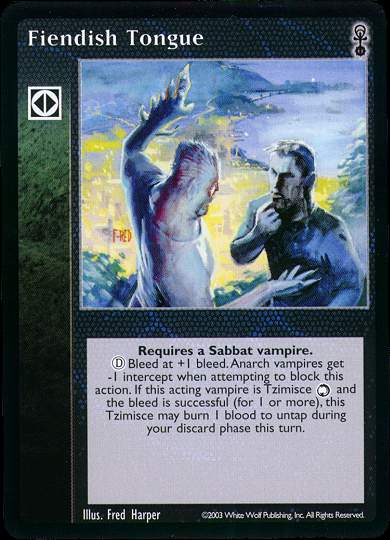 Fiendish Tongue
F-RED
Requires a Sabbat vampire.
D Bleed at +1 bleed. Anarch vampires get
-1 intercept when attempting to block this
action. If this acting vampire is Tzimisce and
the bleed is successful (for 1 or more), this
Tzimisce may burn 1 blood to untap during
your discard phase this turn.
Illus. Fred Harper
©2003 White Wolf Publishing, Inc. All Rights Reserved.